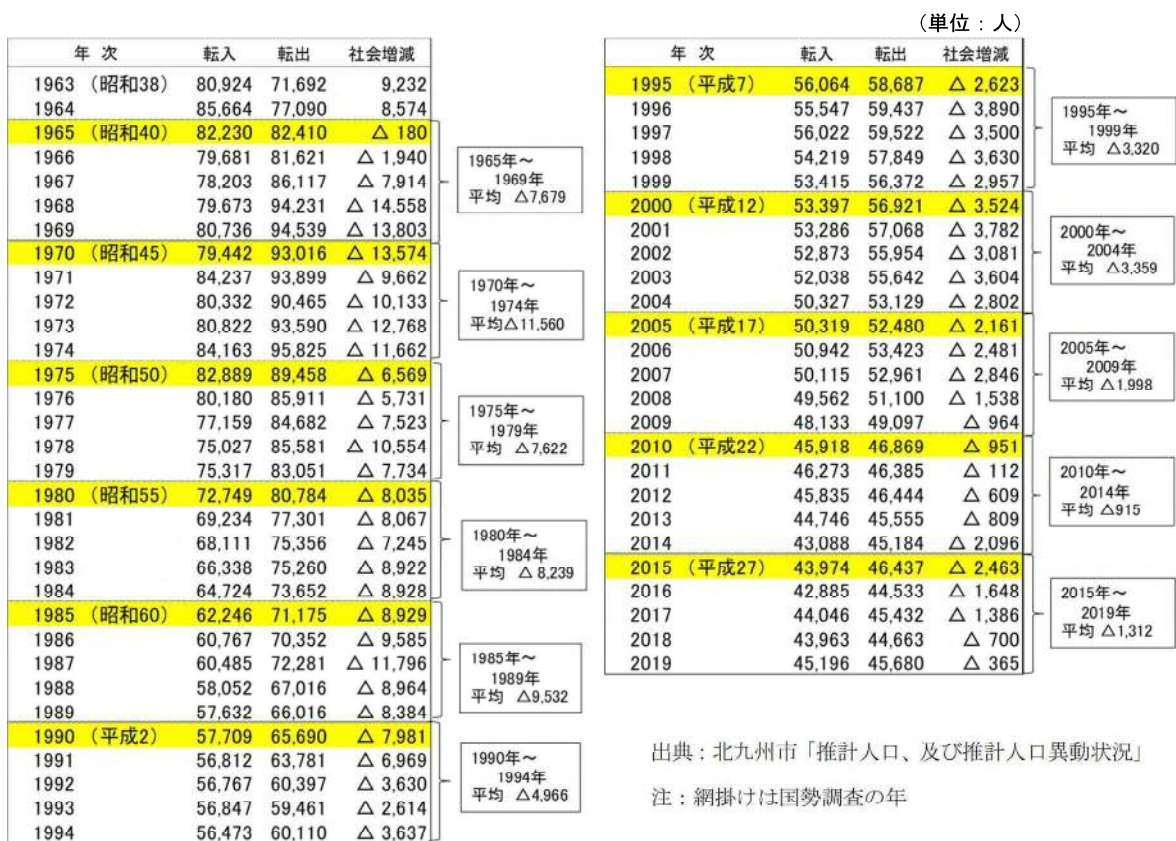 (単位：人)
年 次 転入 転出 社会増減
1963 (昭和38) 80,924 71,692 9,232
1964 85,664 77,090 8,574
1965 (昭和40) 82,230 82,410 △ 180
1966 79,681 81,621 △ 1,940
1967 78,203 86,117 △ 7,914
1968 79,673 94,231 △ 14,558
1969 80,736 94,539 △ 13,803
1970 (昭和45) 79,442 93,016 △ 13,574
1971 84,237 93,899 △ 9,662
1972 80,332 90,465 △ 10,133
1973 80,822 93,590 △ 12,768
1974 84,163 95,825 △ 11,662
1975 (昭和50) 82,889 89,458 △ 6,569
1976 80,180 85,911 △ 5,731
1977 77,159 84,682 △ 7,523
1978 75,027 85,581 △ 10,554
1979 75,317 83,051 △ 7,734
1980 (昭和55) 72,749 80,784 △ 8,035
1981 69,234 77,301 △ 8,067
1982 68,111 75,356 △ 7,245
1983 66,338 75,260 △ 8,922
1984 64,724 73,652 △ 8,928
1985 (昭和60) 62,246 71,175 △ 8,929
1986 60,767 70,352 △ 9,585
1987 60,485 72,281 △ 11,796
1988 58,052 67,016 △ 8,964
1989 57,632 66,016 △ 8,384
1990 (平成2) 57,709 65,690 △ 7,981
1991 56,812 63,781 △ 6,969
1992 56,767 60,397 △ 3,630
1993 56,847 59,461 △ 2,614
1994 56,473 60,110 △ 3,637
1965年～
1969年
平均 △7,679
1970年～
1974年
平均△11,560
1975年～
1979年
平均 △7,622
1980年～
1984年
平均 △ 8,239
1985年～
1989年
平均 △9,532
1990年～
1994年
平均 △4,966
年 次 転入 転出 社会増減
1995 (平成7) 56,064 58,687 △ 2,623
1996 55,547 59,437 △ 3,890
1997 56,022 59,522 △ 3,500
1998 54,219 57,849 △ 3,630
1999 53,415 56,372 △ 2,957
2000 (平成12) 53,397 56,921 △ 3,524
2001 53,286 57,068 △ 3,782
2002 52,873 55,954 △ 3,081
2003 52,038 55,642 △ 3,604
2004 50,327 53,129 △ 2,802
2005 (平成17) 50,319 52,480 △ 2,161
2006 50,942 53,423 △ 2,481
2007 50,115 52,961 △ 2,846
2008 49,562 51,100 △ 1,538
2009 48,133 49,097 △ 964
2010 (平成22) 45,918 46,869 △ 951
2011 46,273 46,385 △ 112
2012 45,835 46,444 △ 609
2013 44,746 45,555 △ 809
2014 43,088 45,184 △ 2,096
2015 (平成27) 43,974 46,437 △ 2,463
2016 42,885 44,533 △ 1,648
2017 44,046 45,432 △ 1,386
2018 43,963 44,663 △ 700
2019 45,196 45,680 △ 365
1995年～
1999年
平均 △3,320
2000年～
2004年
平均 △3,359
2005年～
2009年
平均 △1,998
2010年～
2014年
平均 △915
2015年～
2019年
平均 △1,312
出典：北九州市「推計人口、及び推計人口異動状況」
注：網掛けは国勢調査の年